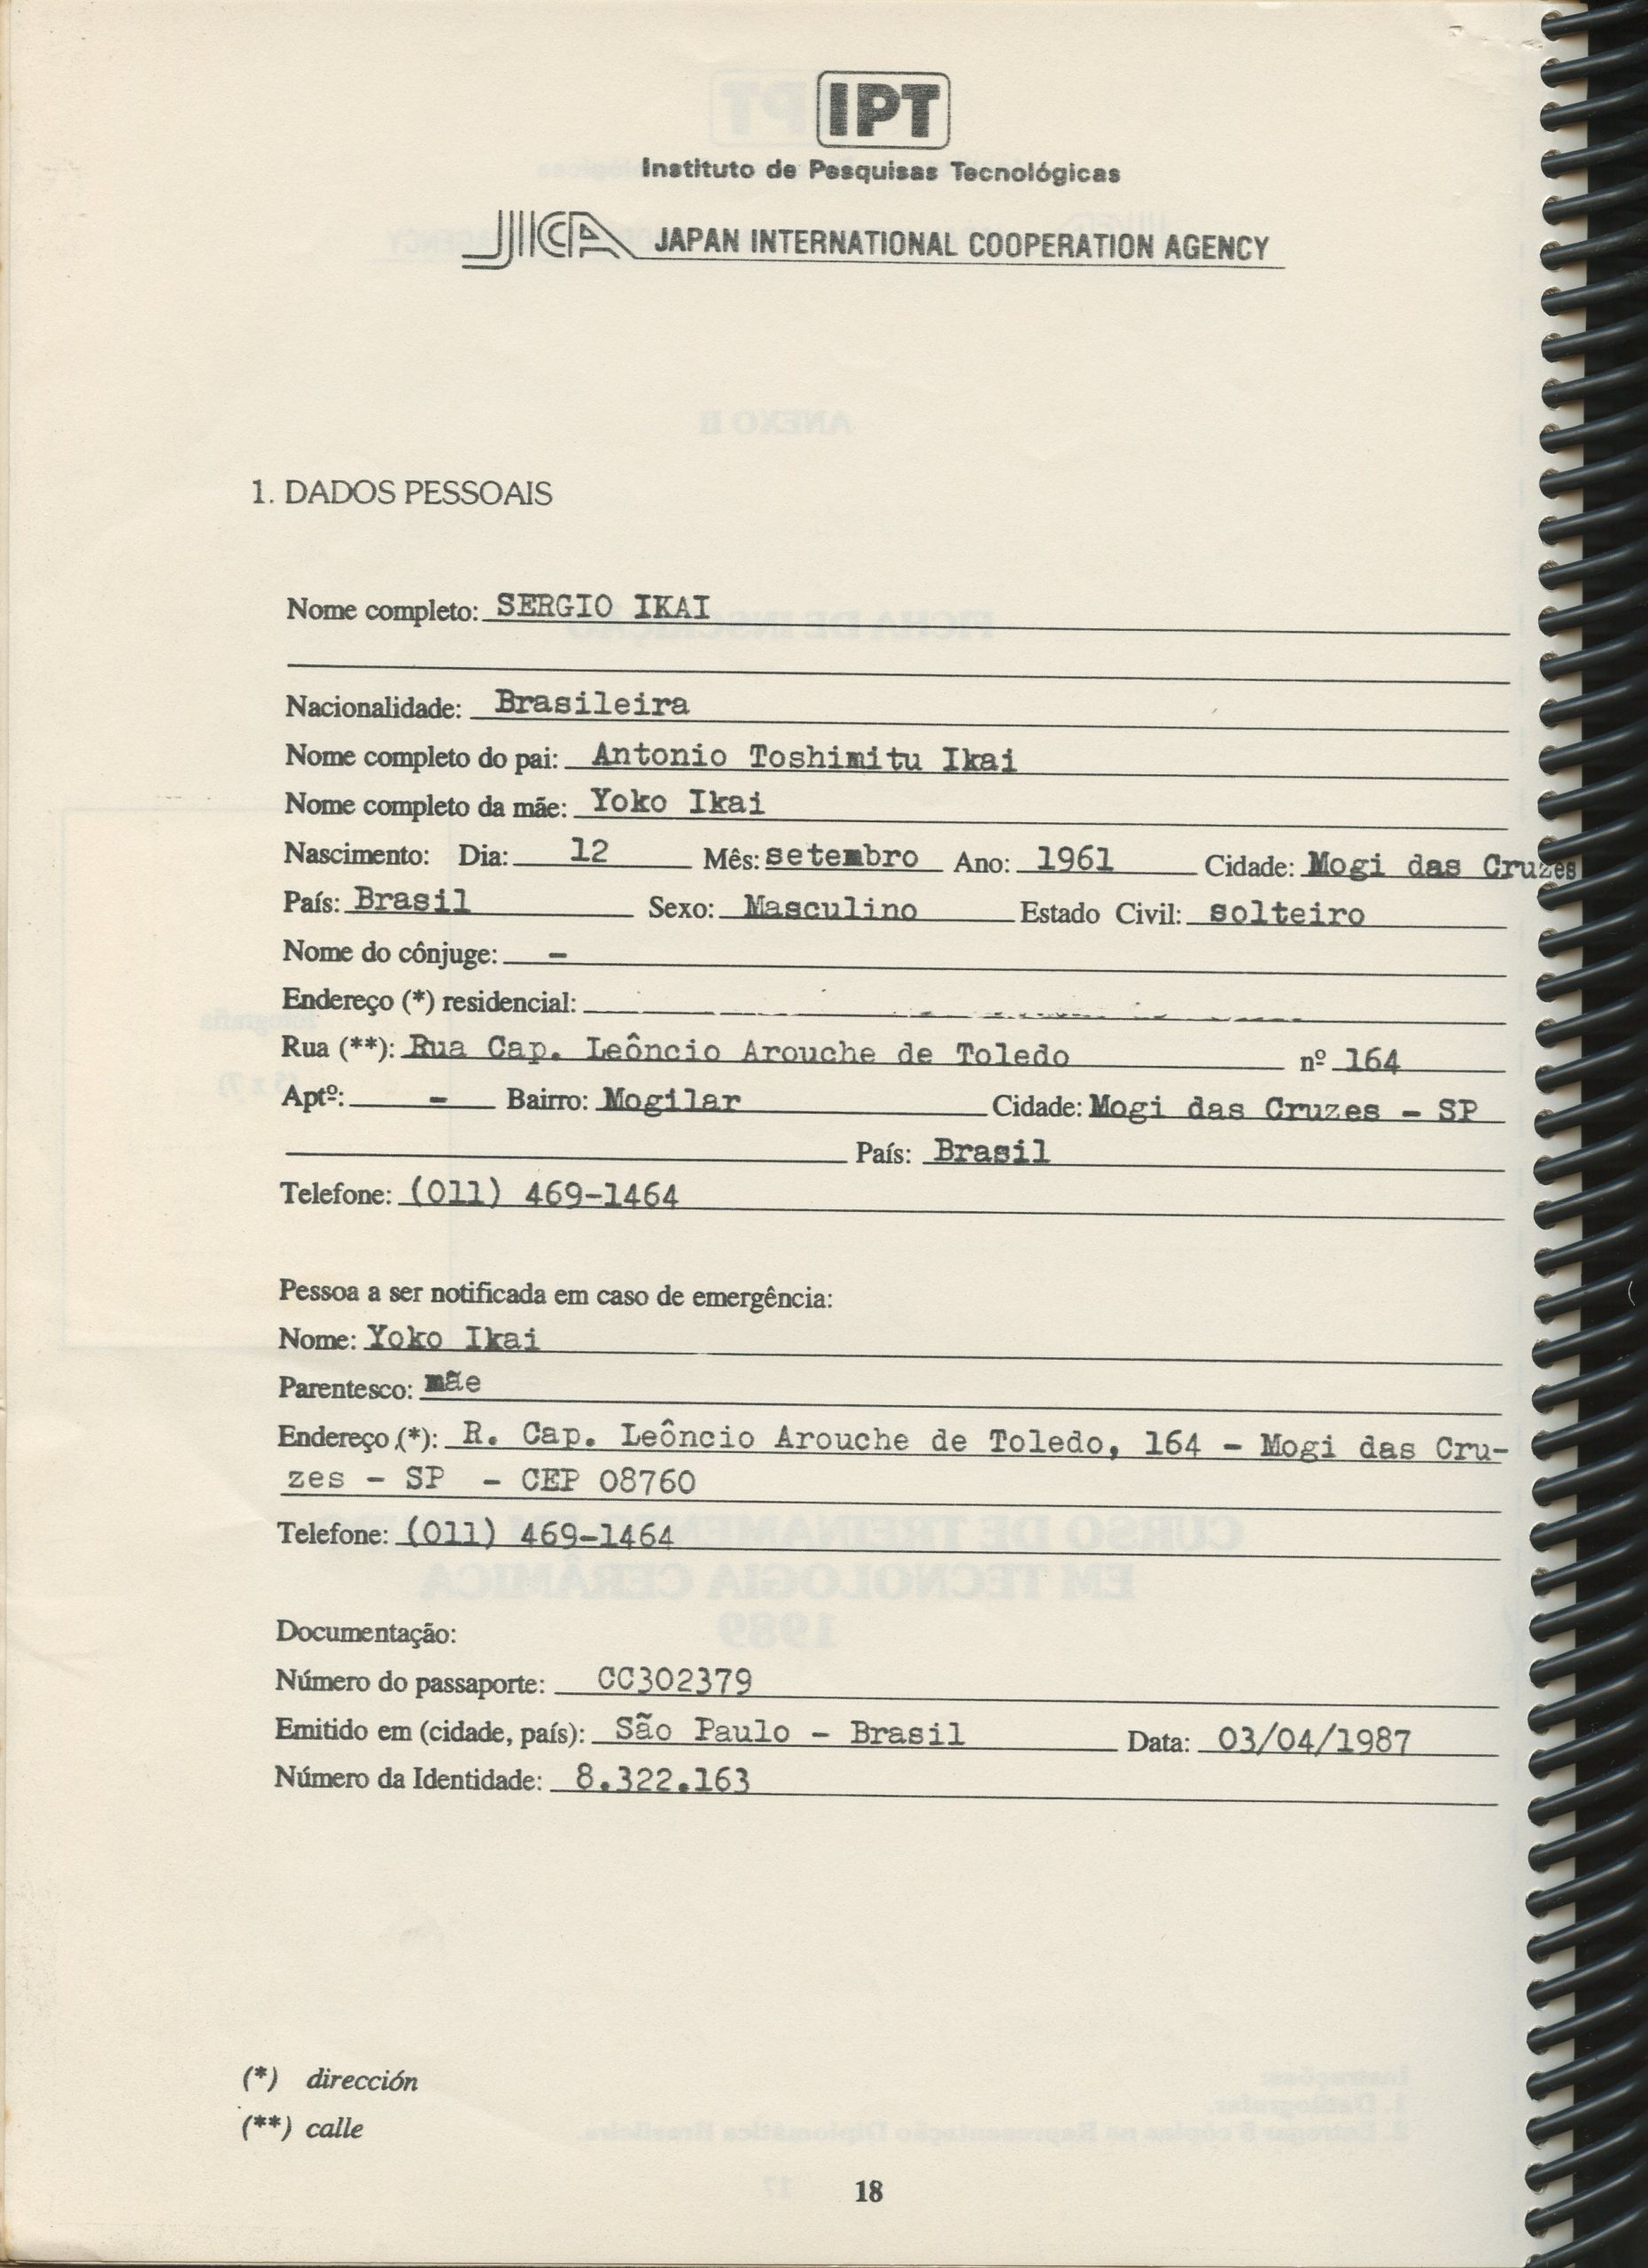 IPT
Instituto de Pesquisas Tecnológicas
JICA JAPAN INTERNATIONAL COOPERATION AGENCY
1. DADOS PESSOAIS
Nome completo: SERGIO IKAI
Nacionalidade: Brasileira
Nome completo do pai: Antonio Toshimitu Ikai
Nome completo da mãe: Yoko Ikai
Nascimento: Dia: 12 Mês: setembro Ano: 1961 Cidade: Mogi das Cruzes
País: Brasil Sexo: Masculino Estado Civil: solteiro
Nome do cônjuge: -
Endereço (*) residencial:
Rua (**): Rua Cap. Leôncio Arouche de Toledo nº 164
Aptº: - Bairro: Mogilar Cidade: Mogi das Cruzes - SP
País: Brasil
Telefone: (011) 469-1464
Pessoa a ser notificada em caso de emergência:
Nome: Yoko Ikai
Parentesco: mãe
Endereço (*): R. Cap. Leôncio Arouche de Toledo, 164 - Mogi das Cru-
zes - SP - CEP 08760
Telefone: (011) 469-1464
Documentação:
Número do passaporte: CC302379
Emitido em (cidade, país): São Paulo - Brasil Data: 03/04/1987
Número da Identidade: 8.322.163
(*) dirección
(**) calle
18